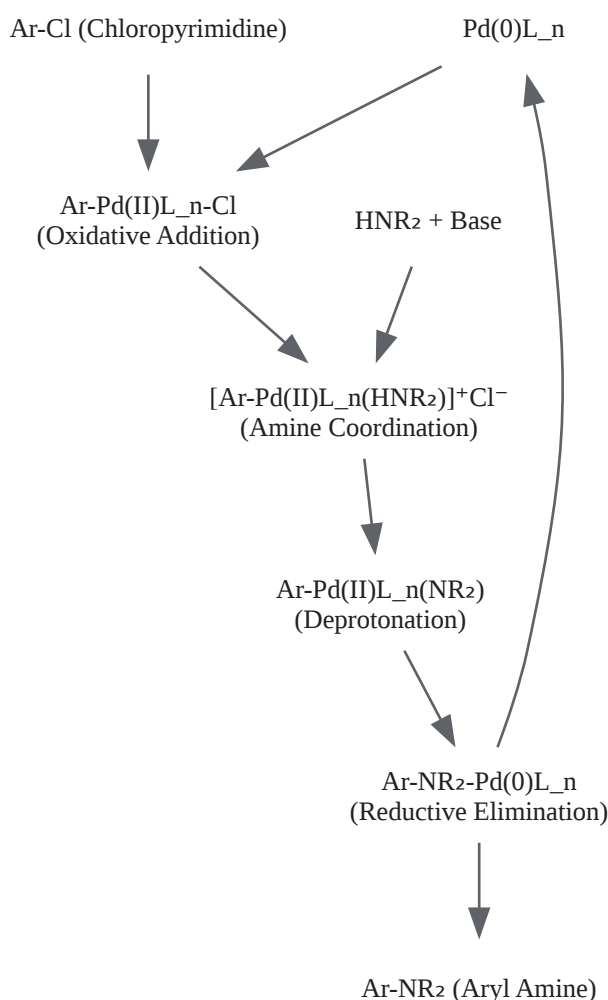 Ar-Cl (Chloropyrimidine)
Pd(0)L_n
Ar-Pd(II)L_n-Cl
(Oxidative Addition)
HNR₂ + Base
[Ar-Pd(II)L_n(HNR₂)]⁺Cl⁻
(Amine Coordination)
Ar-Pd(II)L_n(NR₂)
(Deprotonation)
Ar-NR₂-Pd(0)L_n
(Reductive Elimination)
Ar-NR₂ (Aryl Amine)